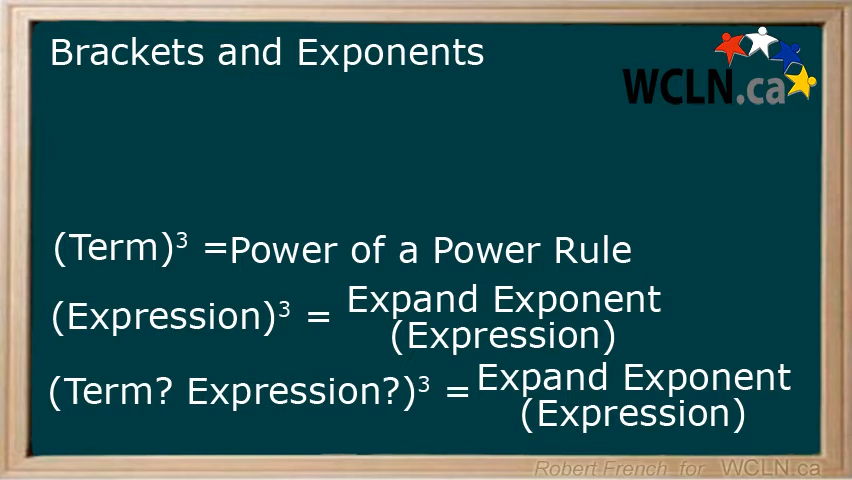 Brackets and Exponents
WCLN.ca
(Term)³ =Power of a Power Rule
(Expression)³ = Expand Exponent
(Expression)
(Term? Expression?)³ = Expand Exponent
(Expression)
Robert French for WCLN.ca